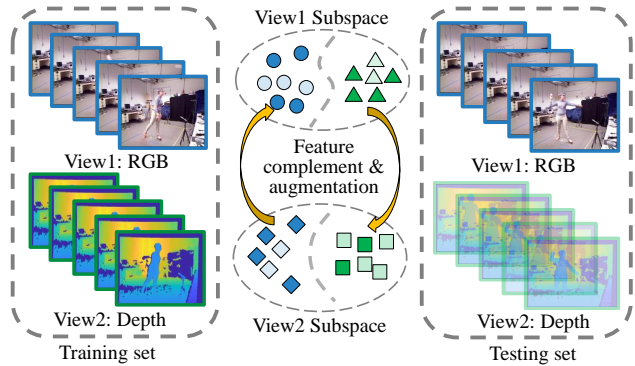 View1 Subspace
View1: RGB
Feature
complement &
augmentation
View1: RGB
View2: Depth
View2 Subspace
View2: Depth
Training set
Testing set